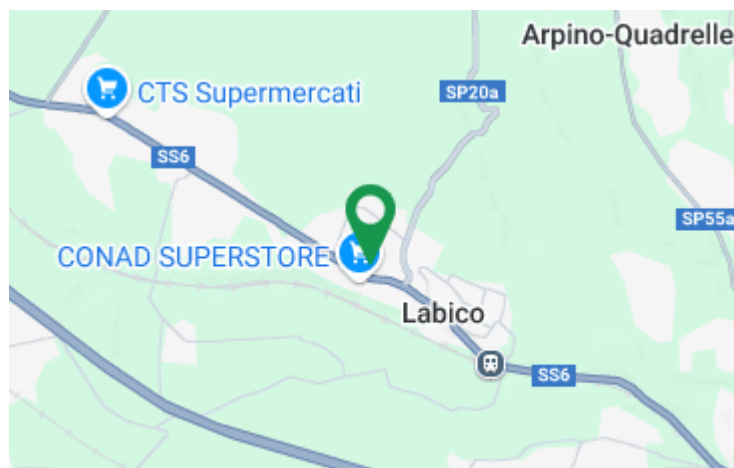 Arpino-Quadrelle
CTS Supermercati
SP20a
SS6
SP55a
CONAD SUPERSTORE
Labico
SS6